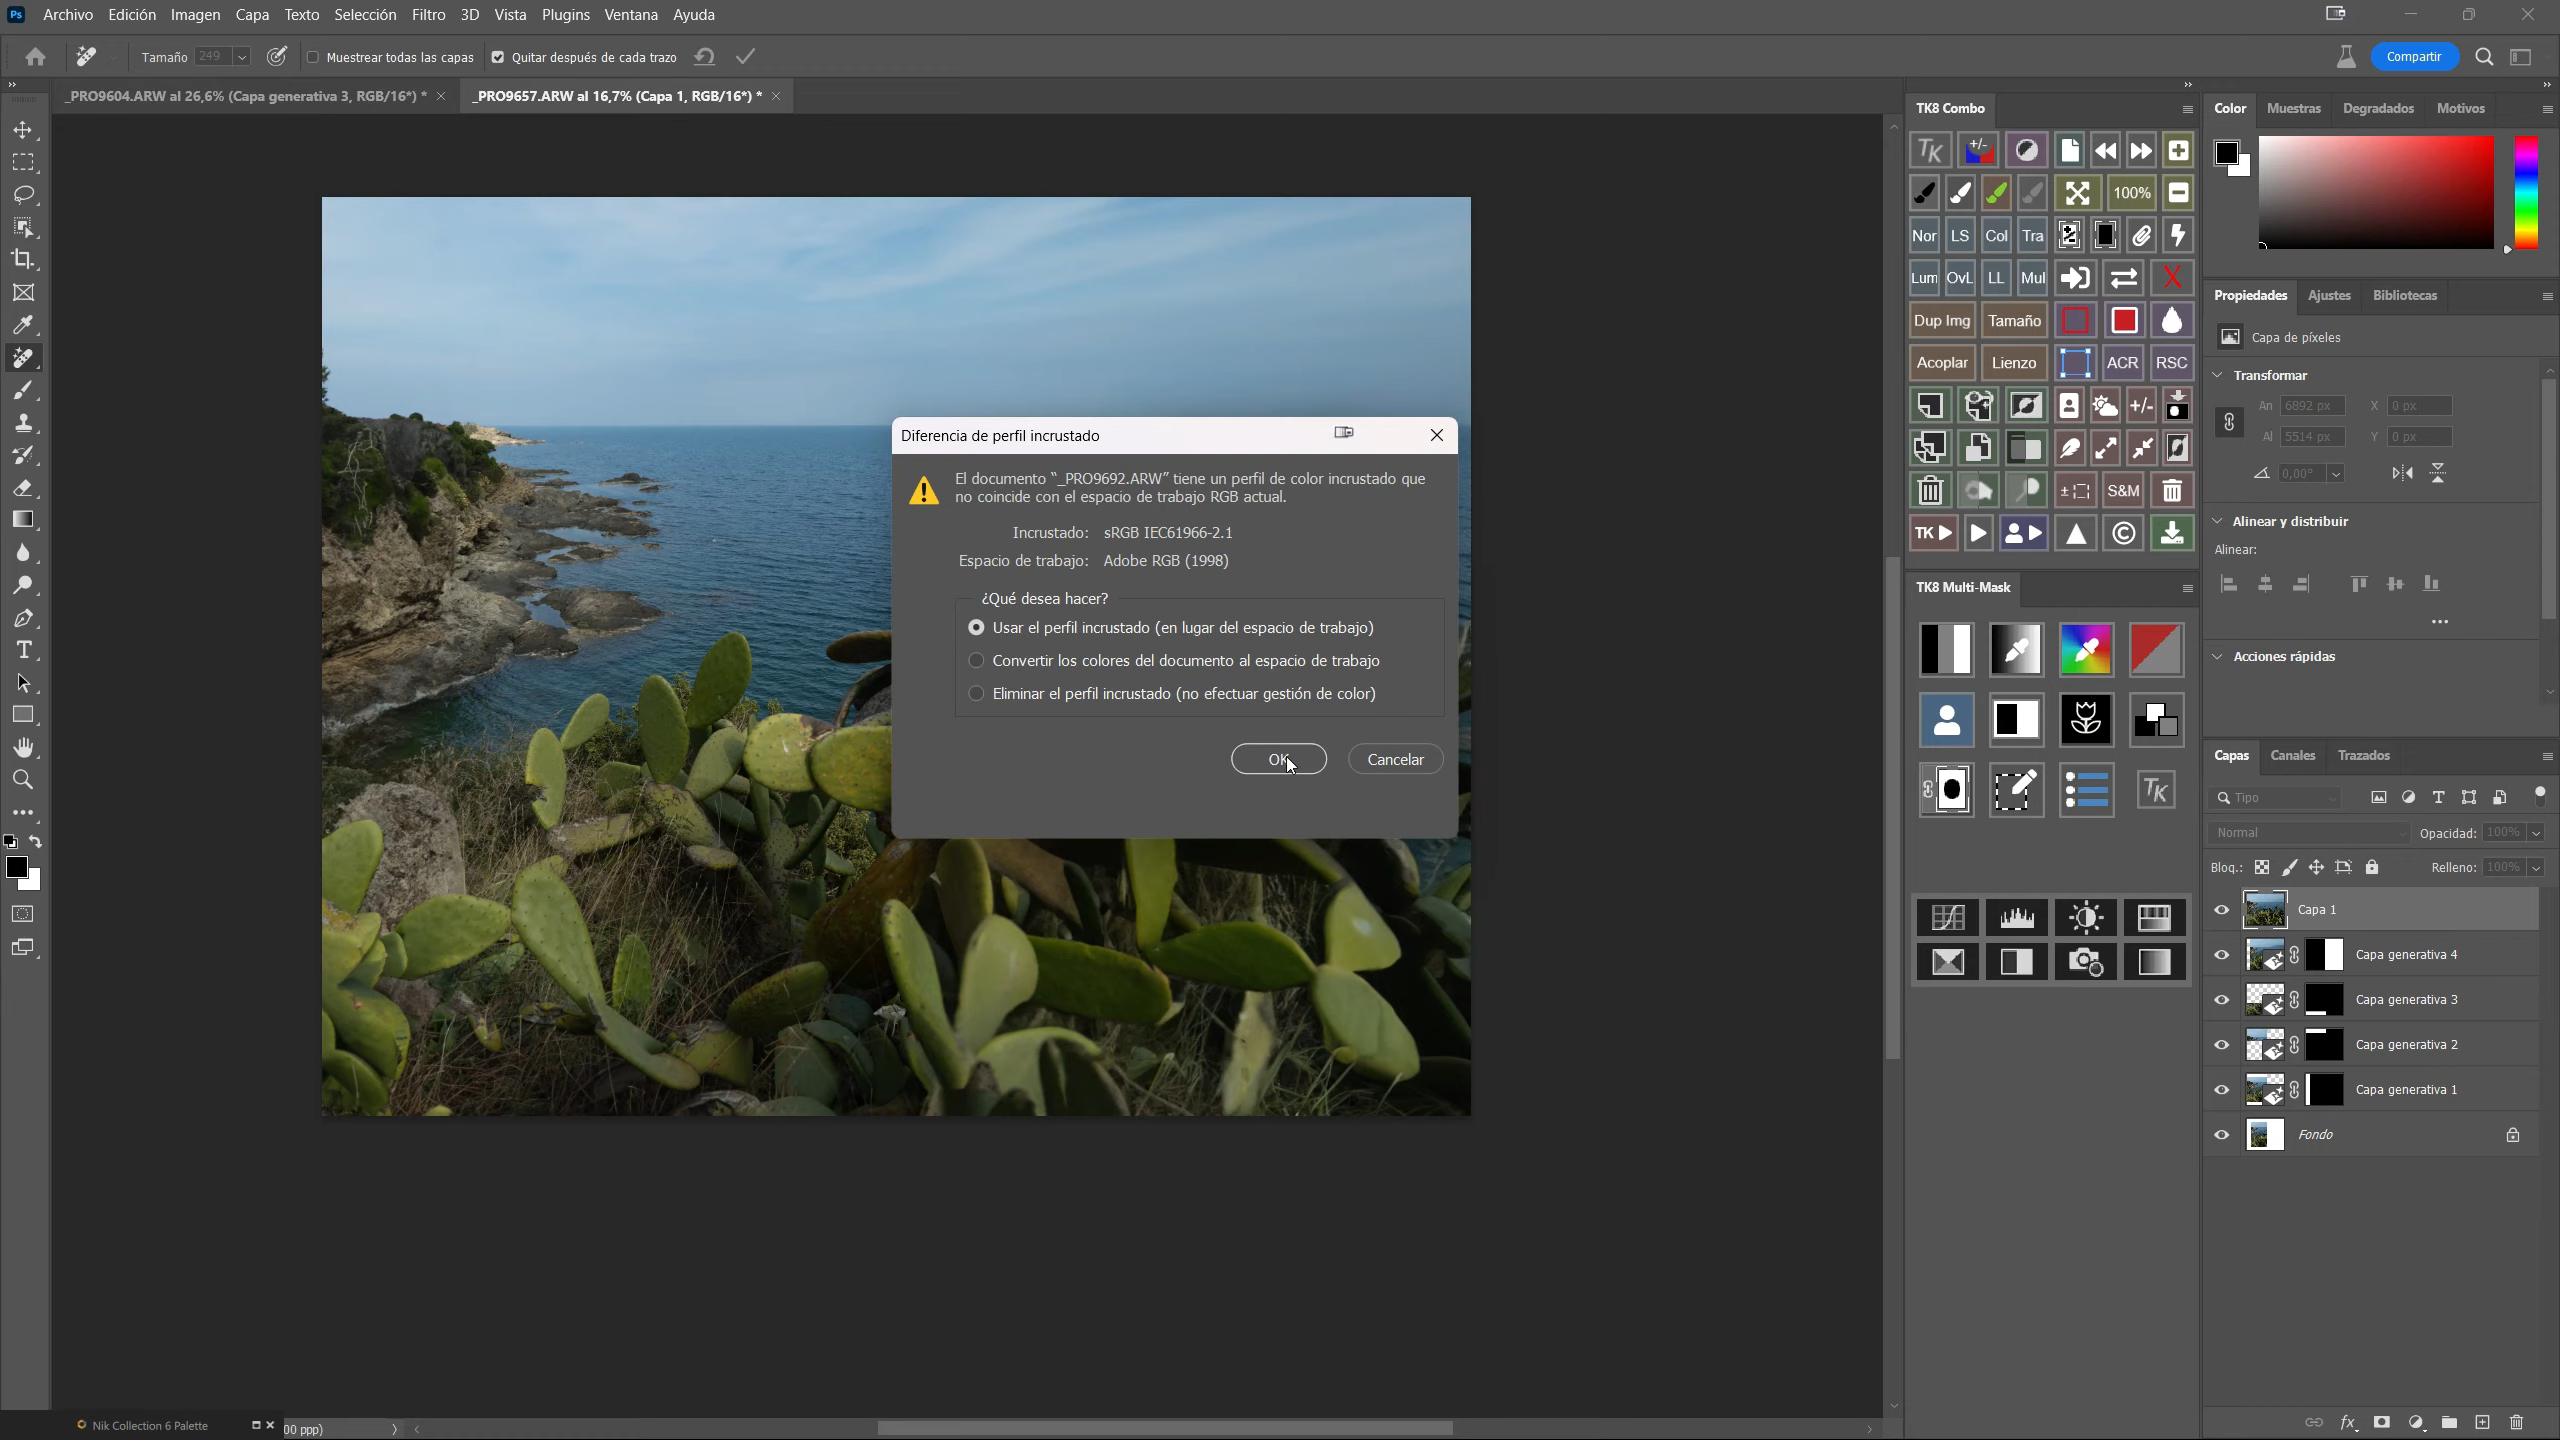 Ps Archivo Edición Imagen Capa Texto Selección Filtro 3D Vista Plugins Ventana Ayuda
Tamaño 249 Muestrear todas las capas Quitar después de cada trazo Compartir
_PRO9604.ARW al 26,6% (Capa generativa 3, RGB/16*) *
_PRO9657.ARW al 16,7% (Capa 1, RGB/16*) *
Diferencia de perfil incrustado
El documento “_PRO9692.ARW” tiene un perfil de color incrustado que
no coincide con el espacio de trabajo RGB actual.
Incrustado: sRGB IEC61966-2.1
Espacio de trabajo: Adobe RGB (1998)
¿Qué desea hacer?
Usar el perfil incrustado (en lugar del espacio de trabajo)
Convertir los colores del documento al espacio de trabajo
Eliminar el perfil incrustado (no efectuar gestión de color)
OK Cancelar
TK8 Combo
TK +/-
100%
Nor LS Col Tra
Lum OvL LL Mul X
Dup Img Tamaño
Acoplar Lienzo ACR RSC
+/-
S&M
TK ©
TK8 Multi-Mask
TK
Color Muestras Degradados Motivos
Propiedades Ajustes Bibliotecas
Capa de píxeles
Transformar
An 6892 px X 0 px
Al 5514 px Y 0 px
0,00°
Alinear y distribuir
Alinear:
Acciones rápidas
Capas Canales Trazados
Tipo
Normal Opacidad: 100%
Bloq.: Relleno: 100%
Capa 1
Capa generativa 4
Capa generativa 3
Capa generativa 2
Capa generativa 1
Fondo
fx
Nik Collection 6 Palette
00 ppp)